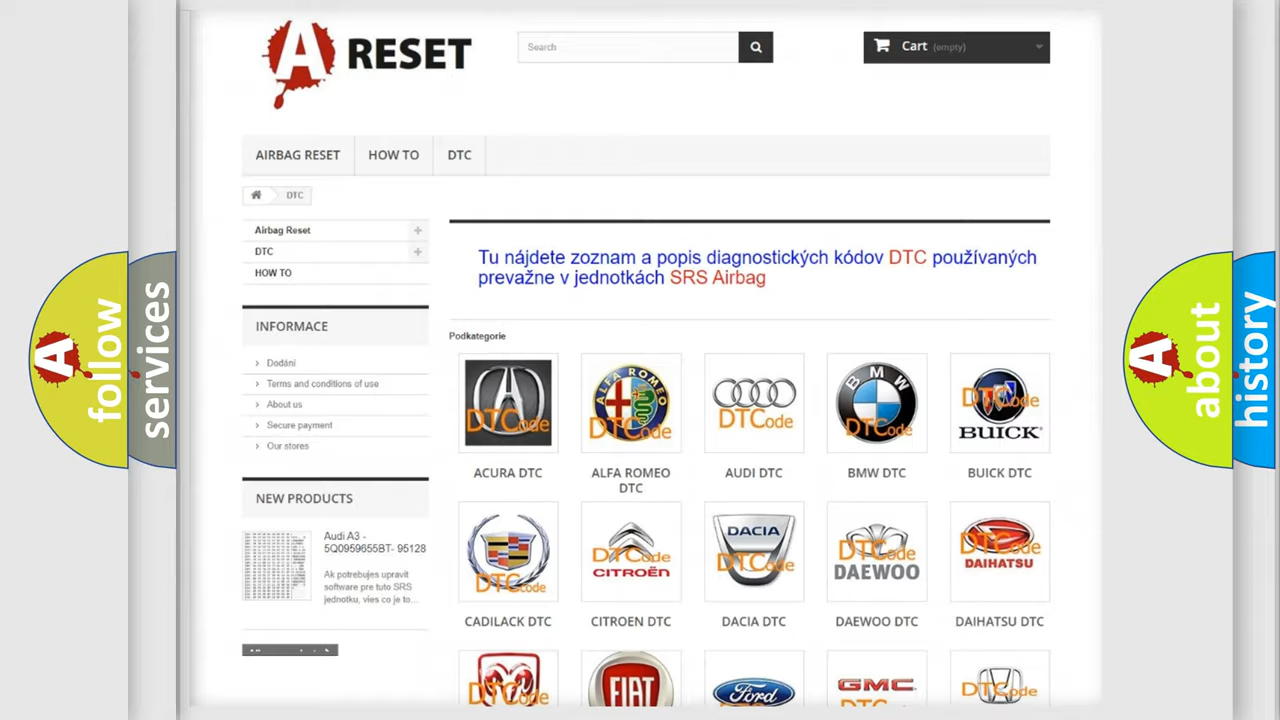 A RESET
Search
Cart (empty)
AIRBAG RESET
HOW TO
DTC
DTC
Airbag Reset
DTC
HOW TO
INFORMACE
Dodání
Terms and conditions of use
About us
Secure payment
Our stores
NEW PRODUCTS
Audi A3 -
5Q0959655BT- 95128
Ak potrebujes upravit
software pre tuto SRS
jednotku, vies co je to...
Tu nájdete zoznam a popis diagnostických kódov DTC používaných
prevažne v jednotkách SRS Airbag
Podkategorie
DTCode
ALFA ROMEO
DTCode
DTCode
BMW
DTCode
DTCode
BUICK
ACURA DTC
ALFA ROMEO
DTC
AUDI DTC
BMW DTC
BUICK DTC
DTCode
DTCode
CITROËN
DACIA
DTCode
DTCode
DAEWOO
DTCode
DAIHATSU
CADILACK DTC
CITROEN DTC
DACIA DTC
DAEWOO DTC
DAIHATSU DTC
DTCode
FIAT
Ford
GMC
DTCode
A
follow
services
A
about
history